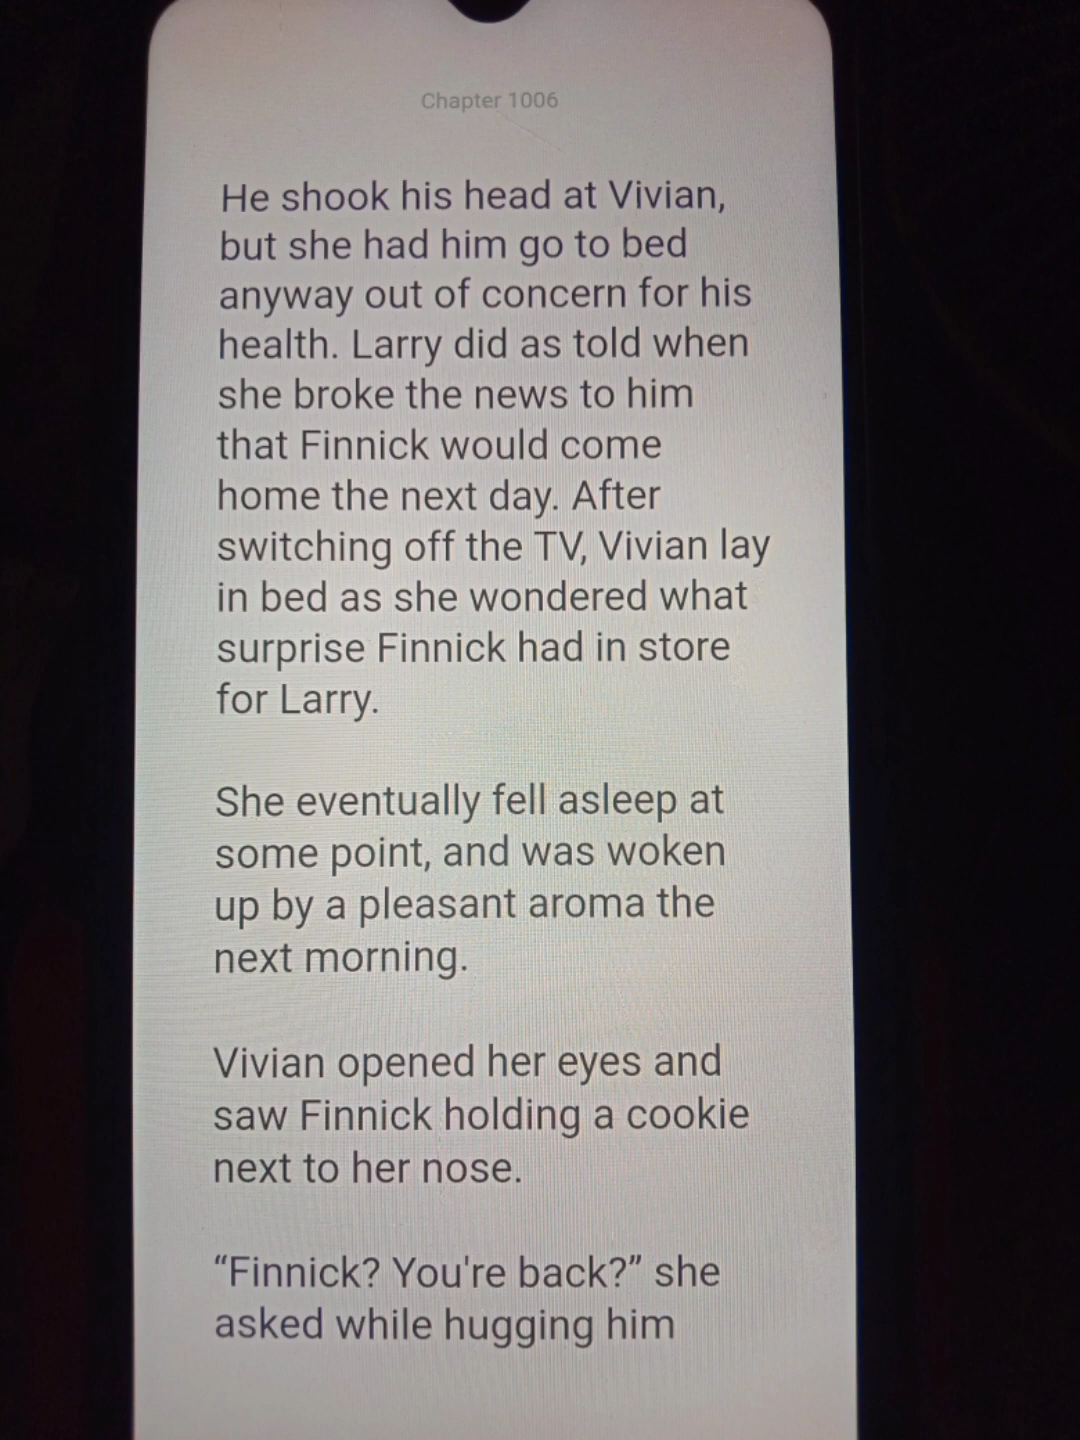 Chapter 1006
He shook his head at Vivian,
but she had him go to bed
anyway out of concern for his
health. Larry did as told when
she broke the news to him
that Finnick would come
home the next day. After
switching off the TV, Vivian lay
in bed as she wondered what
surprise Finnick had in store
for Larry.
She eventually fell asleep at
some point, and was woken
up by a pleasant aroma the
next morning.
Vivian opened her eyes and
saw Finnick holding a cookie
next to her nose.
“Finnick? You're back?” she
asked while hugging him